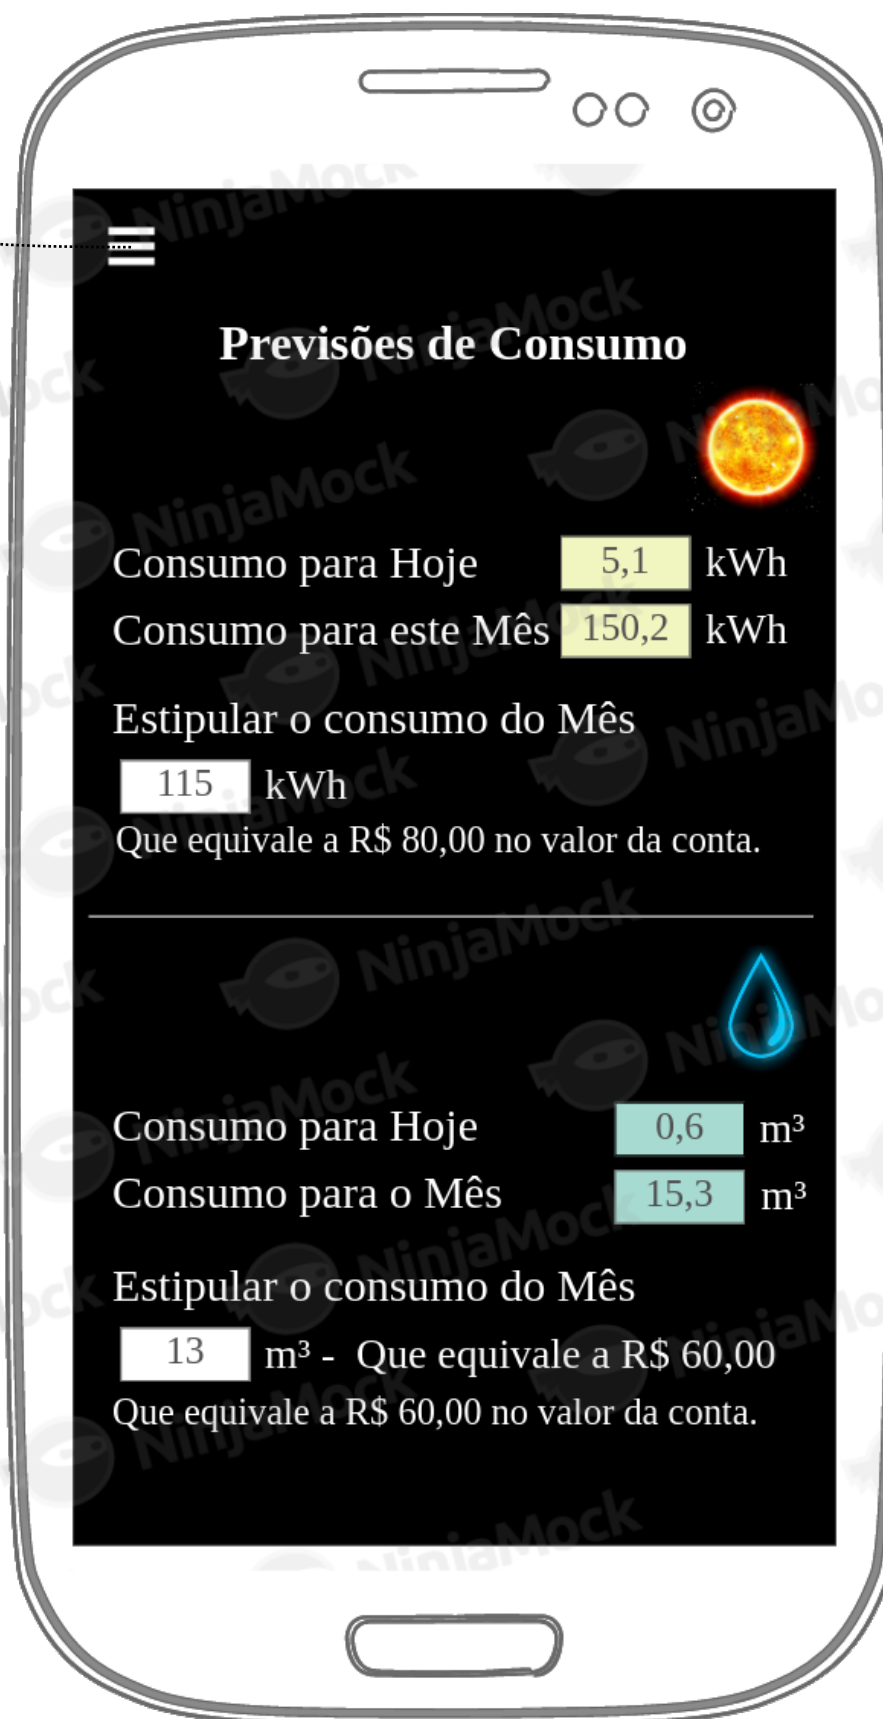 Previsões de Consumo
Consumo para Hoje 5,1 kWh
Consumo para este Mês 150,2 kWh
Estipular o consumo do Mês
115 kWh
Que equivale a R$ 80,00 no valor da conta.
Consumo para Hoje 0,6 m³
Consumo para o Mês 15,3 m³
Estipular o consumo do Mês
13 m³ - Que equivale a R$ 60,00
Que equivale a R$ 60,00 no valor da conta.
NinjaMock